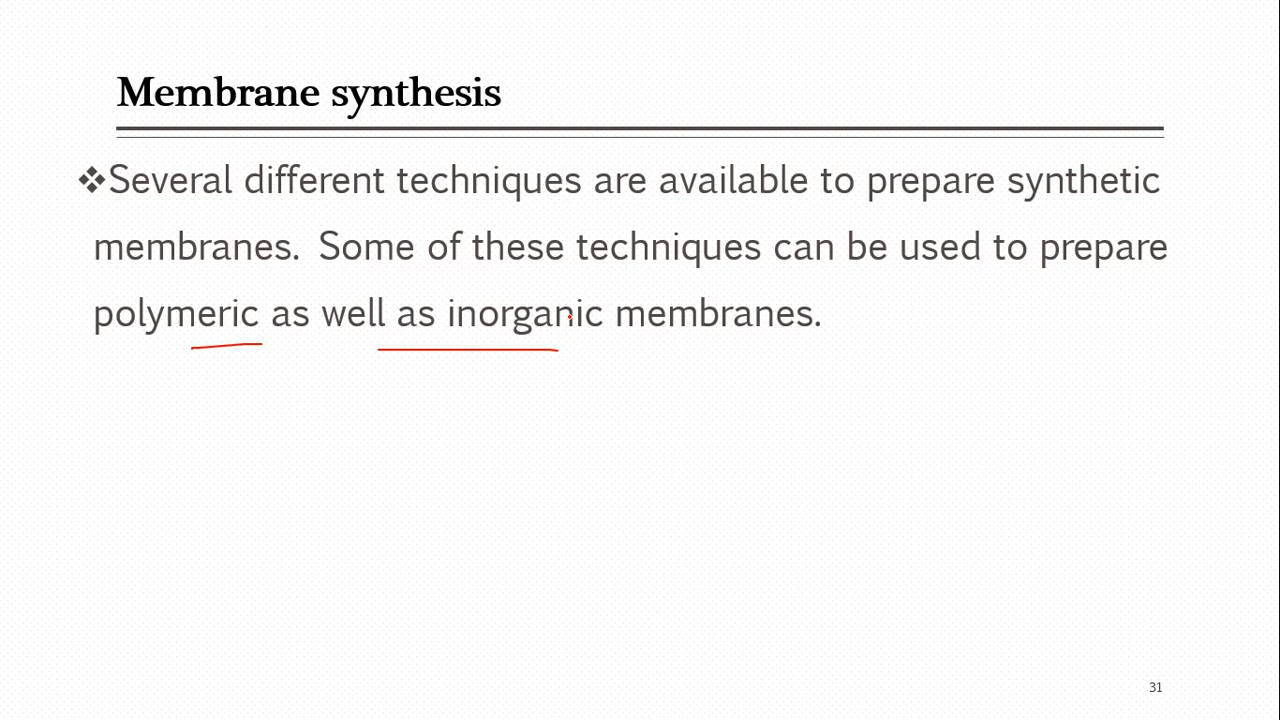 Membrane synthesis
❖Several different techniques are available to prepare synthetic
membranes. Some of these techniques can be used to prepare
polymeric as well as inorganic membranes.
31